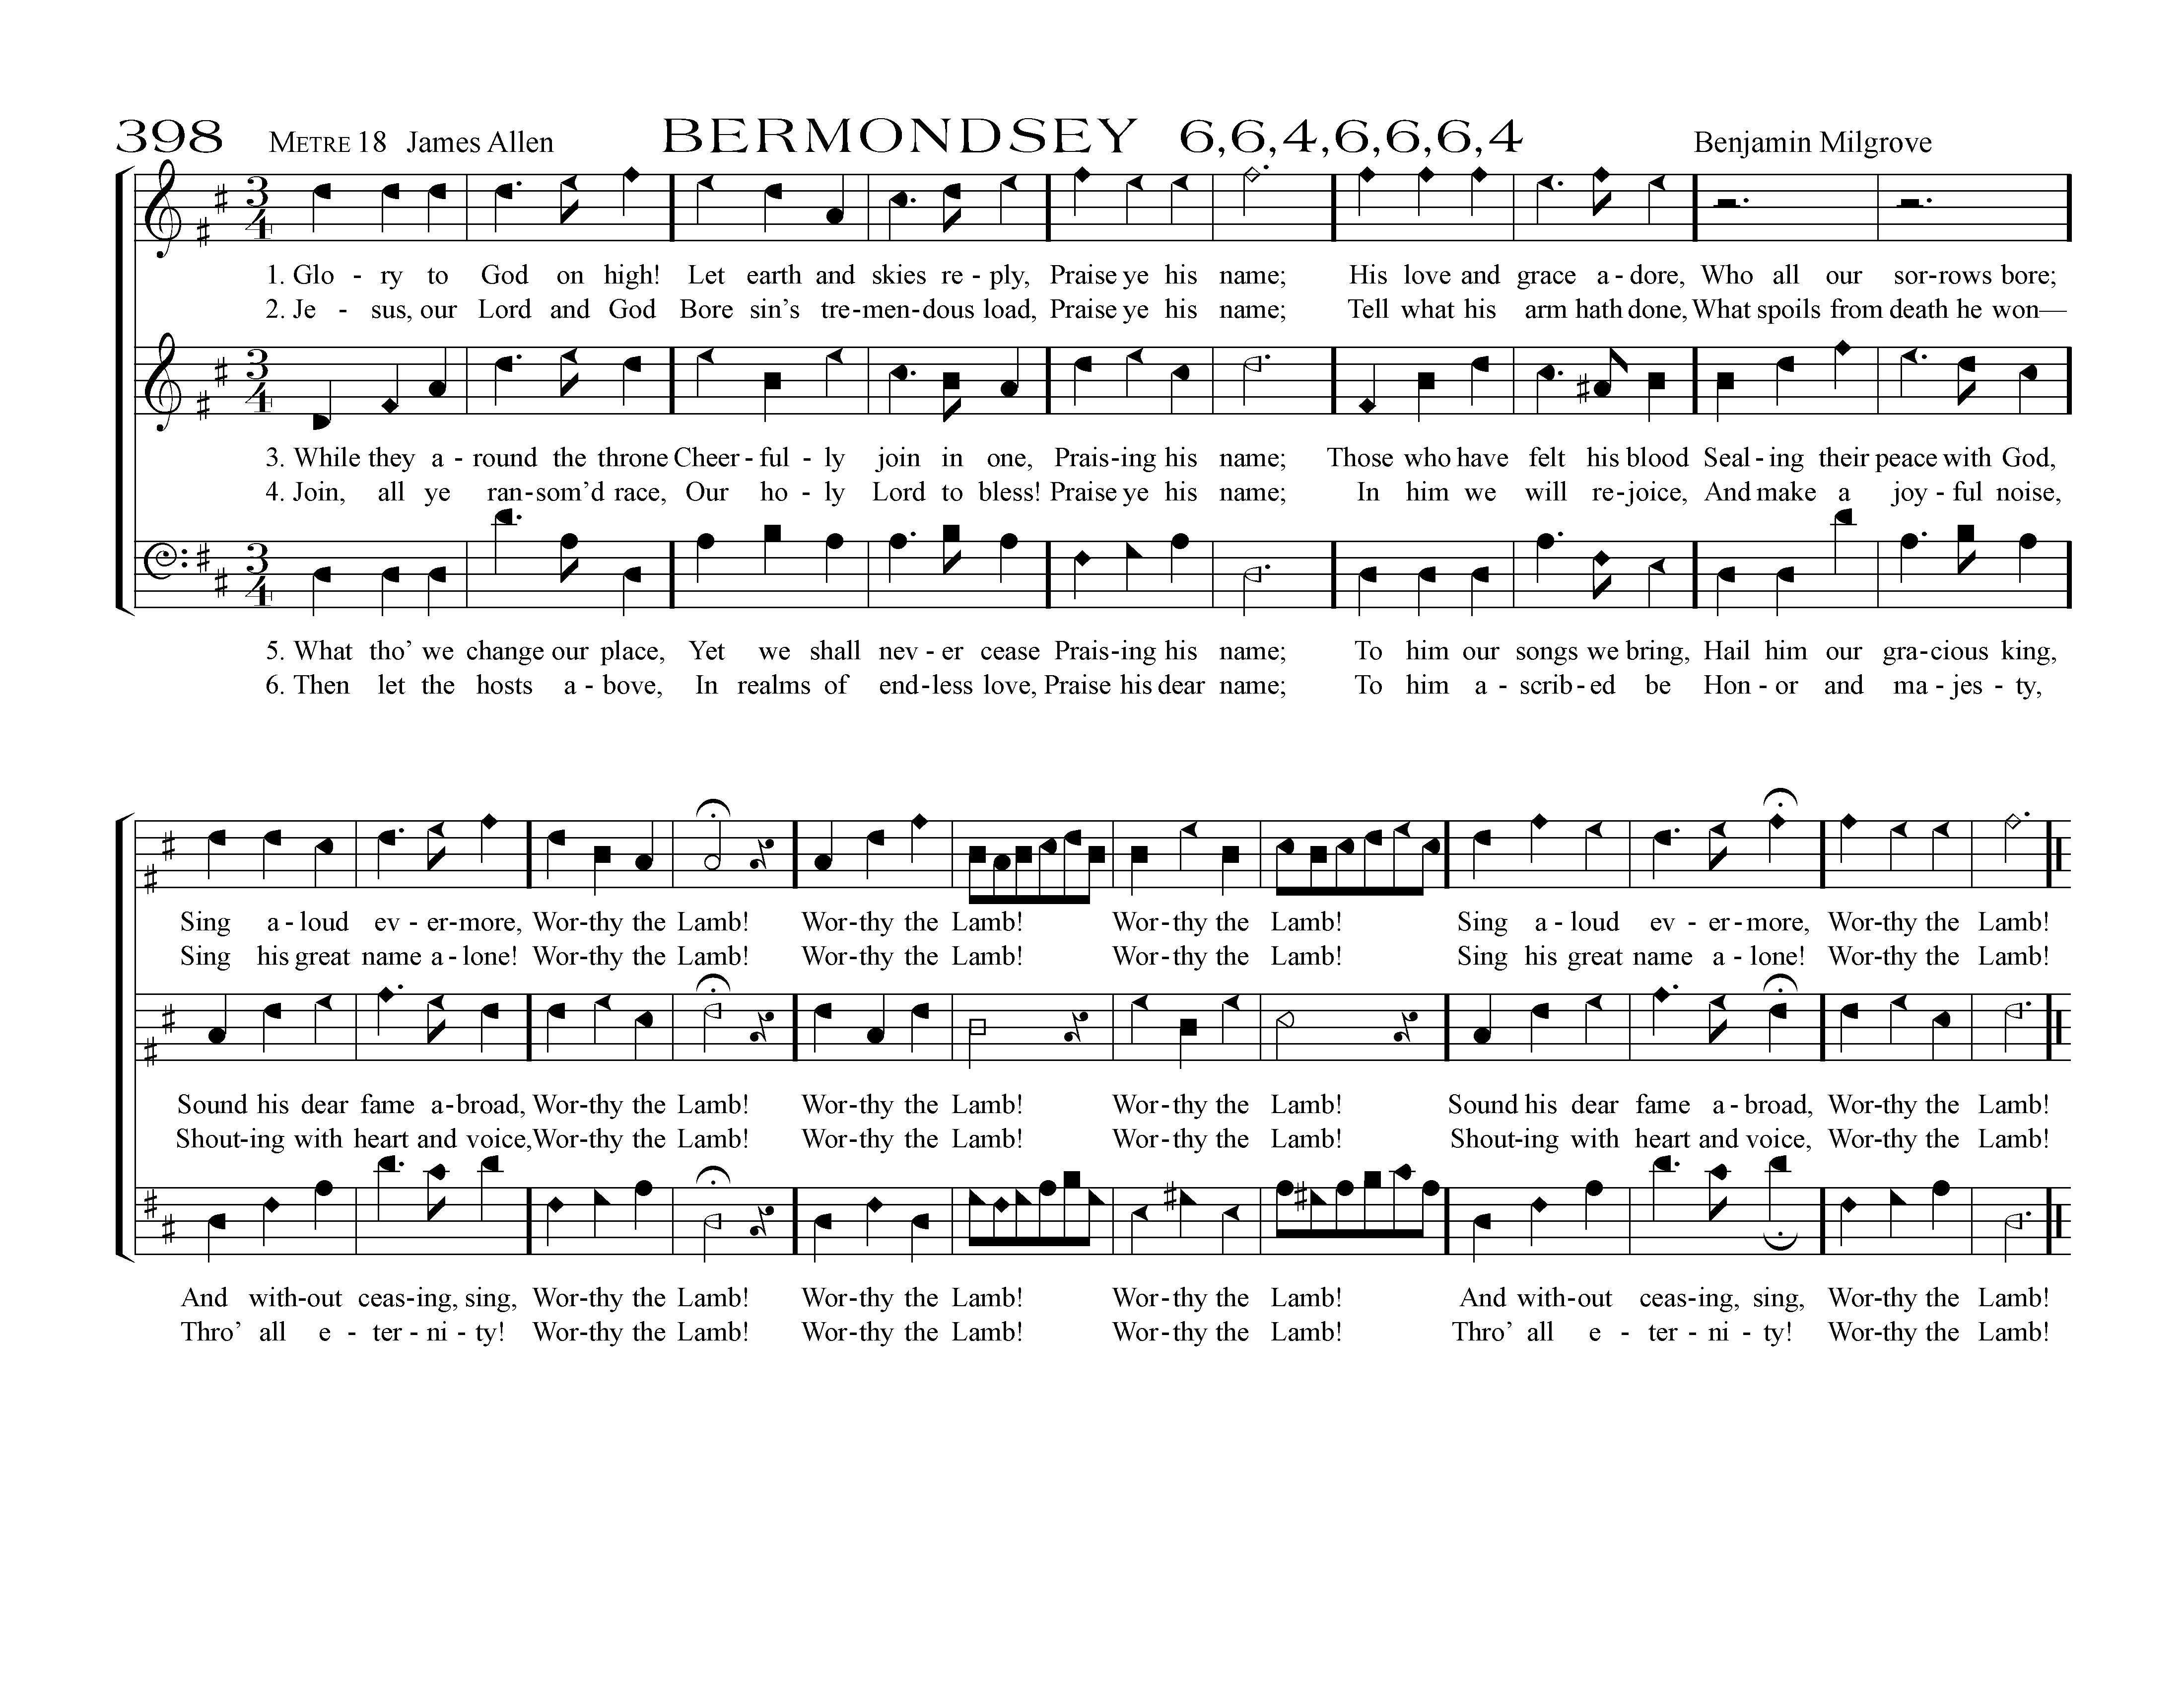 398 METRE 18 James Allen BERMONDSEY 6,6,4,6,6,6,4 Benjamin Milgrove
3 4
1. Glo - ry to God on high! Let earth and skies re - ply, Praise ye his name; His love and grace a - dore, Who all our sor - rows bore;
2. Je - sus, our Lord and God Bore sin's tre - men - dous load, Praise ye his name; Tell what his arm hath done, What spoils from death he won—
3 4
3. While they a - round the throne Cheer - ful - ly join in one, Prais - ing his name; Those who have felt his blood Seal - ing their peace with God,
4. Join, all ye ran - som'd race, Our ho - ly Lord to bless! Praise ye his name; In him we will re - joice, And make a joy - ful noise,
3 4
5. What tho' we change our place, Yet we shall nev - er cease Prais - ing his name; To him our songs we bring, Hail him our gra - cious king,
6. Then let the hosts a - bove, In realms of end - less love, Praise his dear name; To him a - scrib - ed be Hon - or and ma - jes - ty,
Sing a - loud ev - er - more, Wor - thy the Lamb! Wor - thy the Lamb! Wor - thy the Lamb! Sing a - loud ev - er - more, Wor - thy the Lamb!
Sing his great name a - lone! Wor - thy the Lamb! Wor - thy the Lamb! Wor - thy the Lamb! Sing his great name a - lone! Wor - thy the Lamb!
Sound his dear fame a - broad, Wor - thy the Lamb! Wor - thy the Lamb! Wor - thy the Lamb! Sound his dear fame a - broad, Wor - thy the Lamb!
Shout - ing with heart and voice, Wor - thy the Lamb! Wor - thy the Lamb! Wor - thy the Lamb! Shout - ing with heart and voice, Wor - thy the Lamb!
And with - out ceas - ing, sing, Wor - thy the Lamb! Wor - thy the Lamb! Wor - thy the Lamb! And with - out ceas - ing, sing, Wor - thy the Lamb!
Thro' all e - ter - ni - ty! Wor - thy the Lamb! Wor - thy the Lamb! Wor - thy the Lamb! Thro' all e - ter - ni - ty! Wor - thy the Lamb!